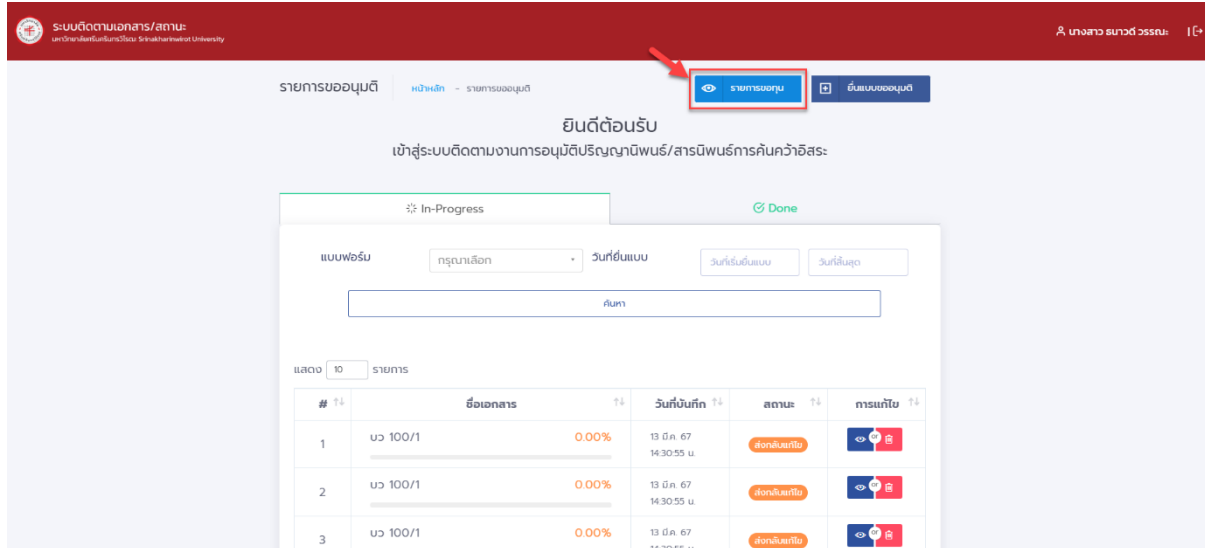 ระบบติดตามเอกสาร/สถานะ
มหาวิทยาลัยศรีนครินทรวิโรฒ Srinakharinwirot University
นางสาว ธนาวดี วรรณะ
รายการขออนุมติ
หน้าหลัก - รายการขออนุมติ
รายการขอทุน
ยื่นแบบขออนุมติ
ยินดีต้อนรับ
เข้าสู่ระบบติดตามงานการอนุมัติปริญญานิพนธ์/สารนิพนธ์การค้นคว้าอิสระ
In-Progress
Done
แบบฟอร์ม กรุณาเลือก วันที่ยื่นแบบ วันที่เริ่มยื่นแบบ วันที่สิ้นสุด
ค้นหา
แสดง 10 รายการ
# ชื่อเอกสาร วันที่บันทึก สถานะ การแก้ไข
1 บว 100/1 0.00% 13 มี.ค. 67 ส่งกลับแก้ไข or
14:30:55 น.
2 บว 100/1 0.00% 13 มี.ค. 67 ส่งกลับแก้ไข or
14:30:55 น.
3 บว 100/1 0.00% 13 มี.ค. 67 ส่งกลับแก้ไข or